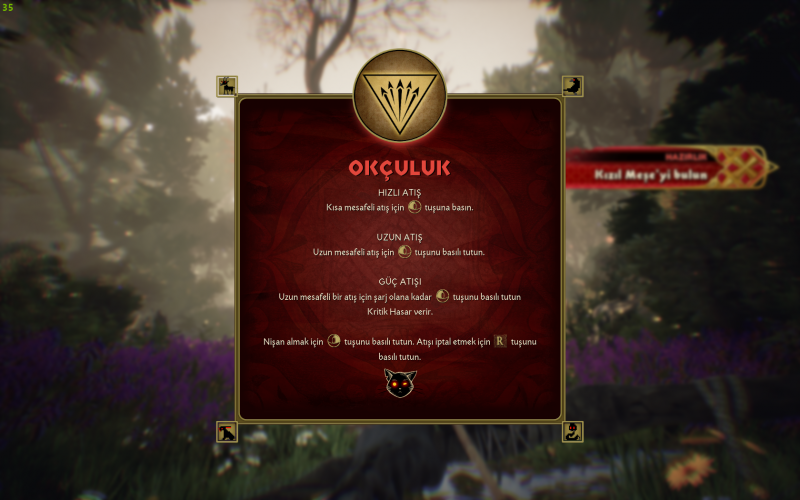 35
OKÇULUK
HIZLI ATIŞ
Kısa mesafeli atış için tuşuna basın.
UZUN ATIŞ
Uzun mesafeli atış için tuşunu basılı tutun.
GÜÇ ATIŞI
Uzun mesafeli bir atış için şarj olana kadar tuşunu basılı tutun
Kritik Hasar verir.
Nişan almak için tuşunu basılı tutun. Atışı iptal etmek için R tuşunu
basılı tutun.
HAZIRLIK
Kızıl Meşe'yi bulun